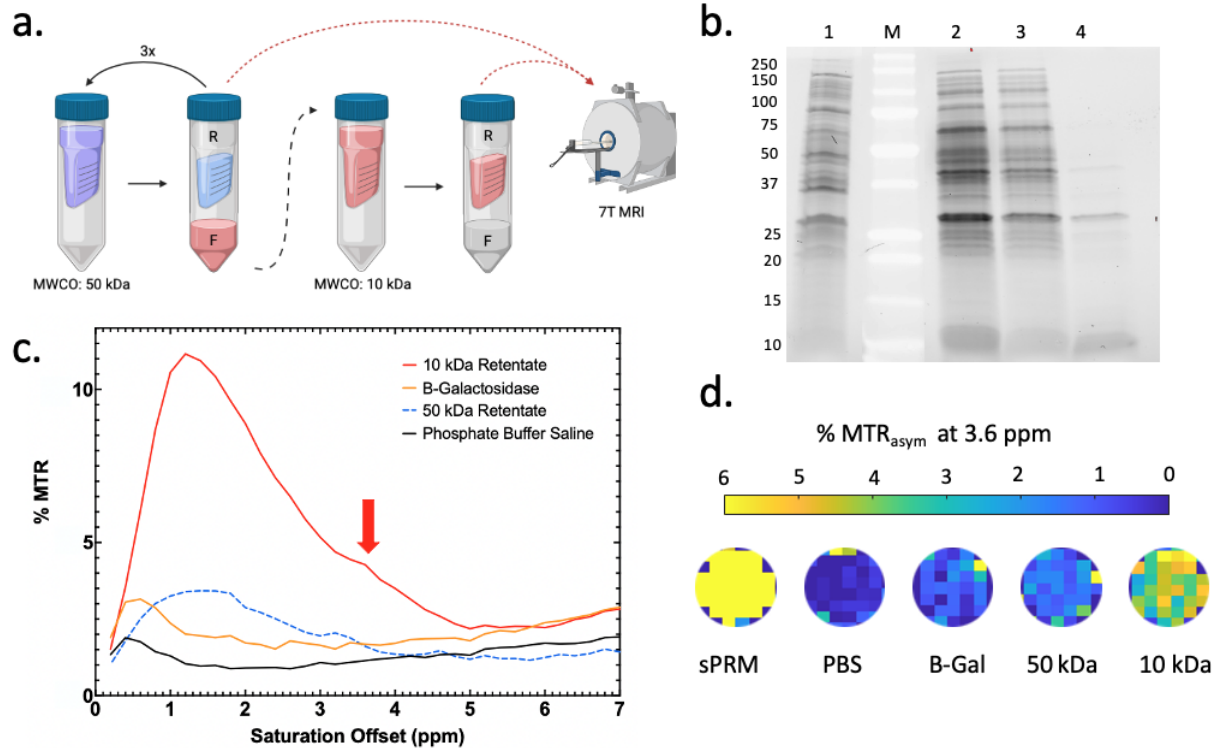 a.
3x
R
F
MWCO: 50 kDa
R
F
MWCO: 10 kDa
7T MRI
b.
1 M 2 3 4
250
150
100
75
50
37
25
20
15
10
c.
10 kDa Retentate
B-Galactosidase
50 kDa Retentate
Phosphate Buffer Saline
% MTR
10
5
0
0 1 2 3 4 5 6 7
Saturation Offset (ppm)
d.
% MTRasym at 3.6 ppm
6 5 4 3 2 1 0
sPRM PBS B-Gal 50 kDa 10 kDa